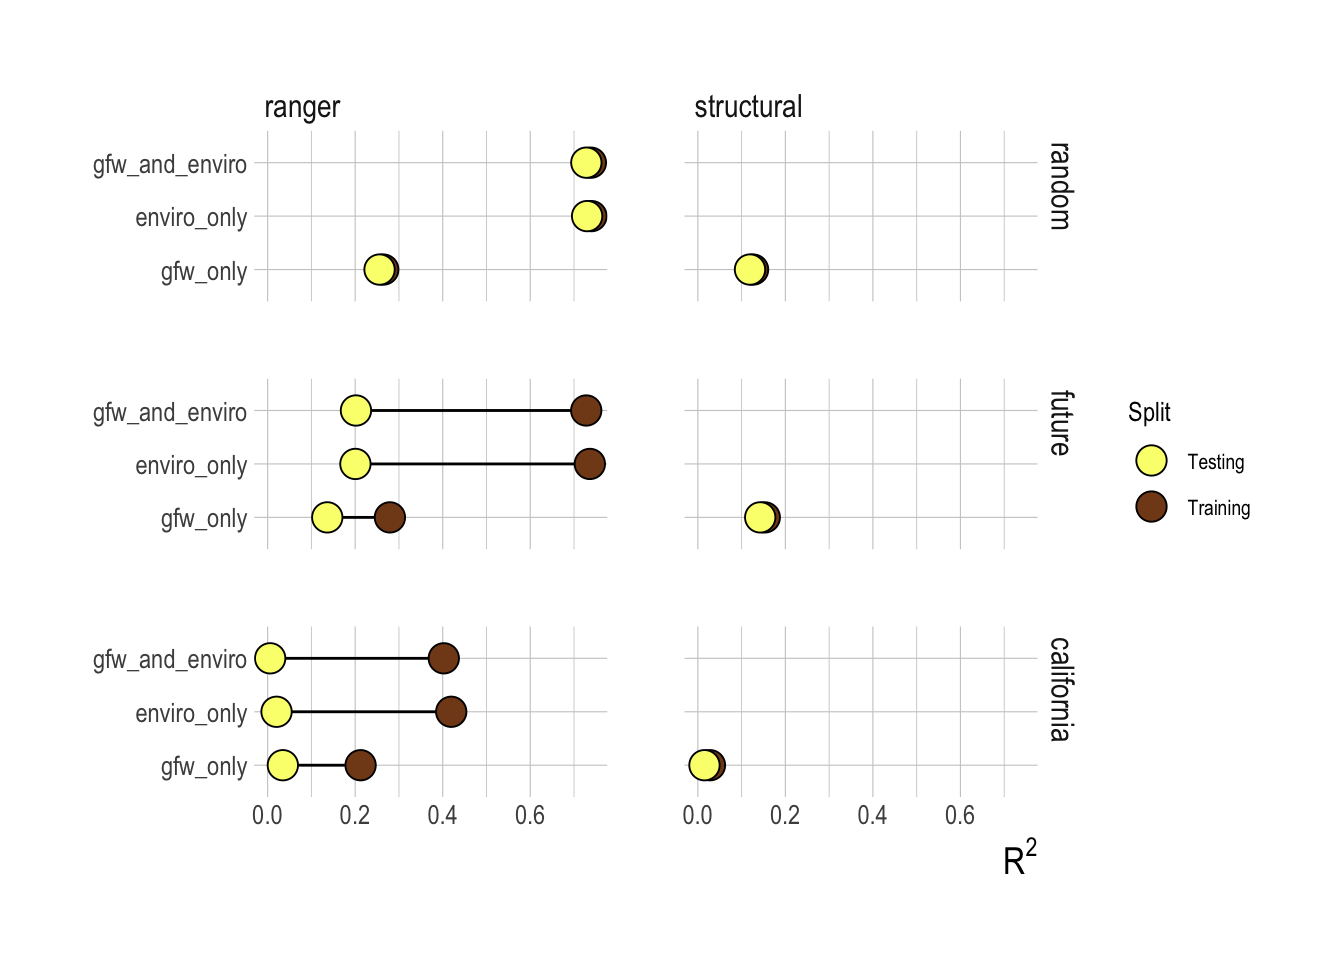 ranger
structural
gfw_and_enviro
enviro_only
gfw_only
random
gfw_and_enviro
enviro_only
gfw_only
future
Split
Testing
Training
gfw_and_enviro
enviro_only
gfw_only
california
0.0 0.2 0.4 0.6
0.0 0.2 0.4 0.6
R²